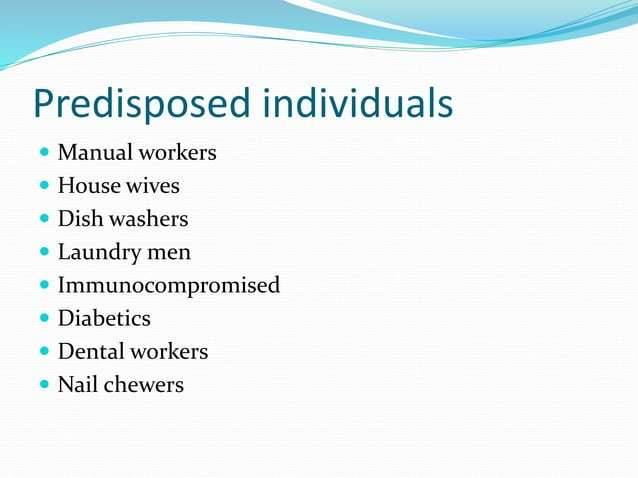 Predisposed individuals
Manual workers
House wives
Dish washers
Laundry men
Immunocompromised
Diabetics
Dental workers
Nail chewers